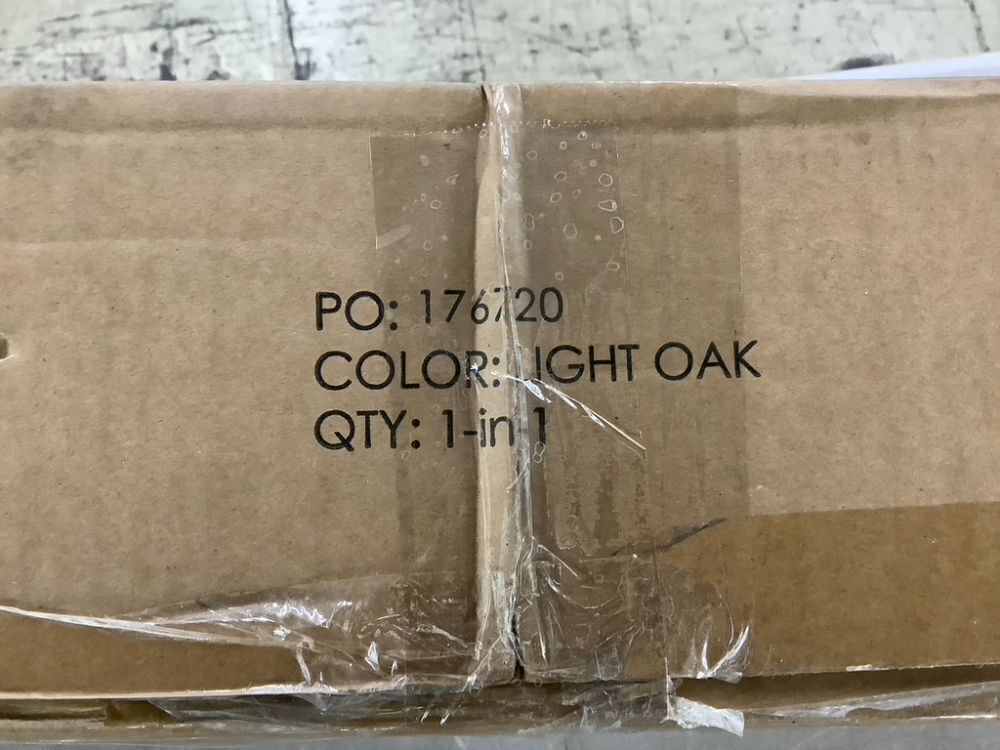 PO: 176720
COLOR: LIGHT OAK
QTY: 1-in-1